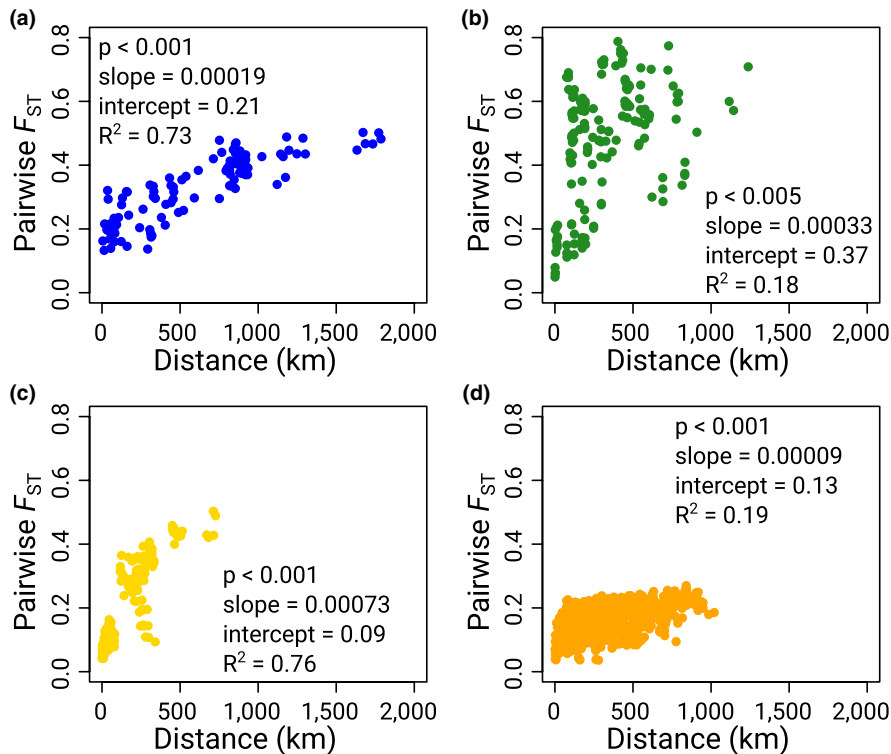 (a)
p < 0.001
slope = 0.00019
intercept = 0.21
R² = 0.73
0.0
0.2
0.4
0.6
0.8
Pairwise F_ST
0
500
1,000
1,500
2,000
Distance (km)
(b)
p < 0.005
slope = 0.00033
intercept = 0.37
R² = 0.18
0.0
0.2
0.4
0.6
0.8
Pairwise F_ST
0
500
1,000
1,500
2,000
Distance (km)
(c)
p < 0.001
slope = 0.00073
intercept = 0.09
R² = 0.76
0.0
0.2
0.4
0.6
0.8
Pairwise F_ST
0
500
1,000
1,500
2,000
Distance (km)
(d)
p < 0.001
slope = 0.00009
intercept = 0.13
R² = 0.19
0.0
0.2
0.4
0.6
0.8
Pairwise F_ST
0
500
1,000
1,500
2,000
Distance (km)